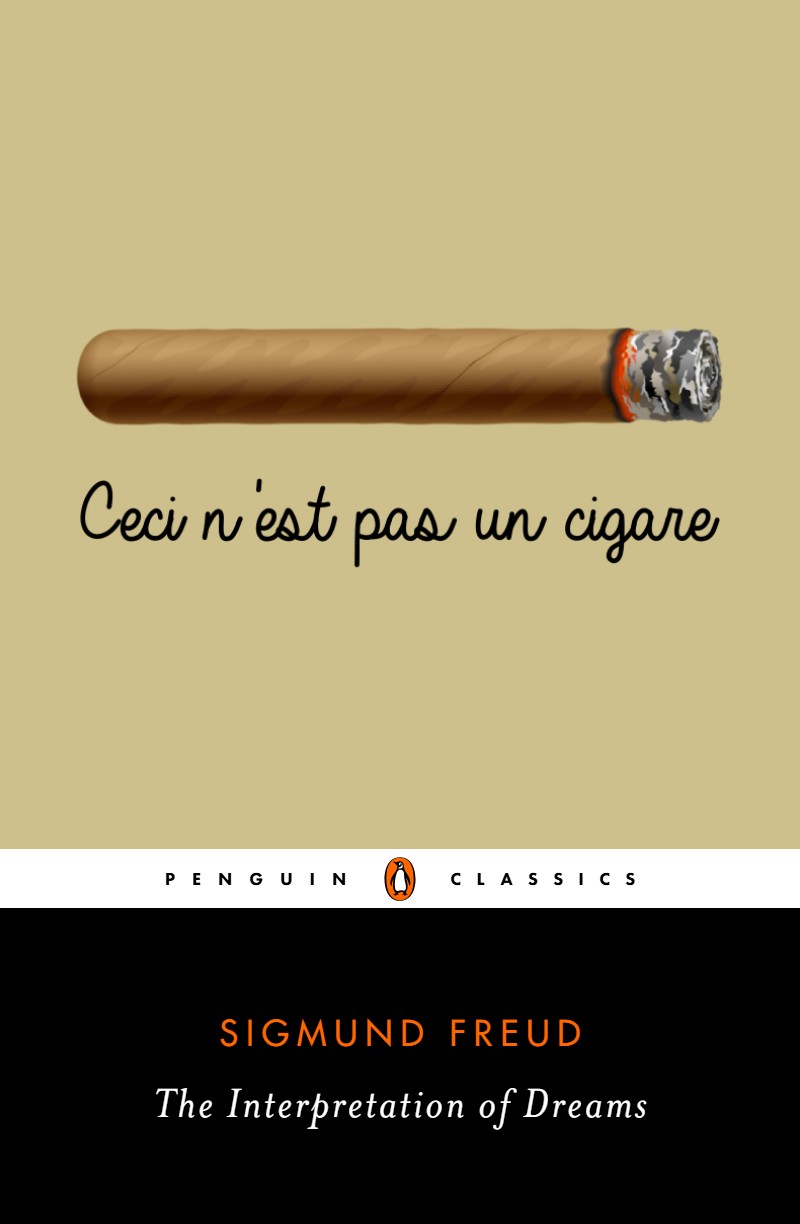 Ceci n'est pas un cigare
PENGUIN CLASSICS
SIGMUND FREUD
The Interpretation of Dreams